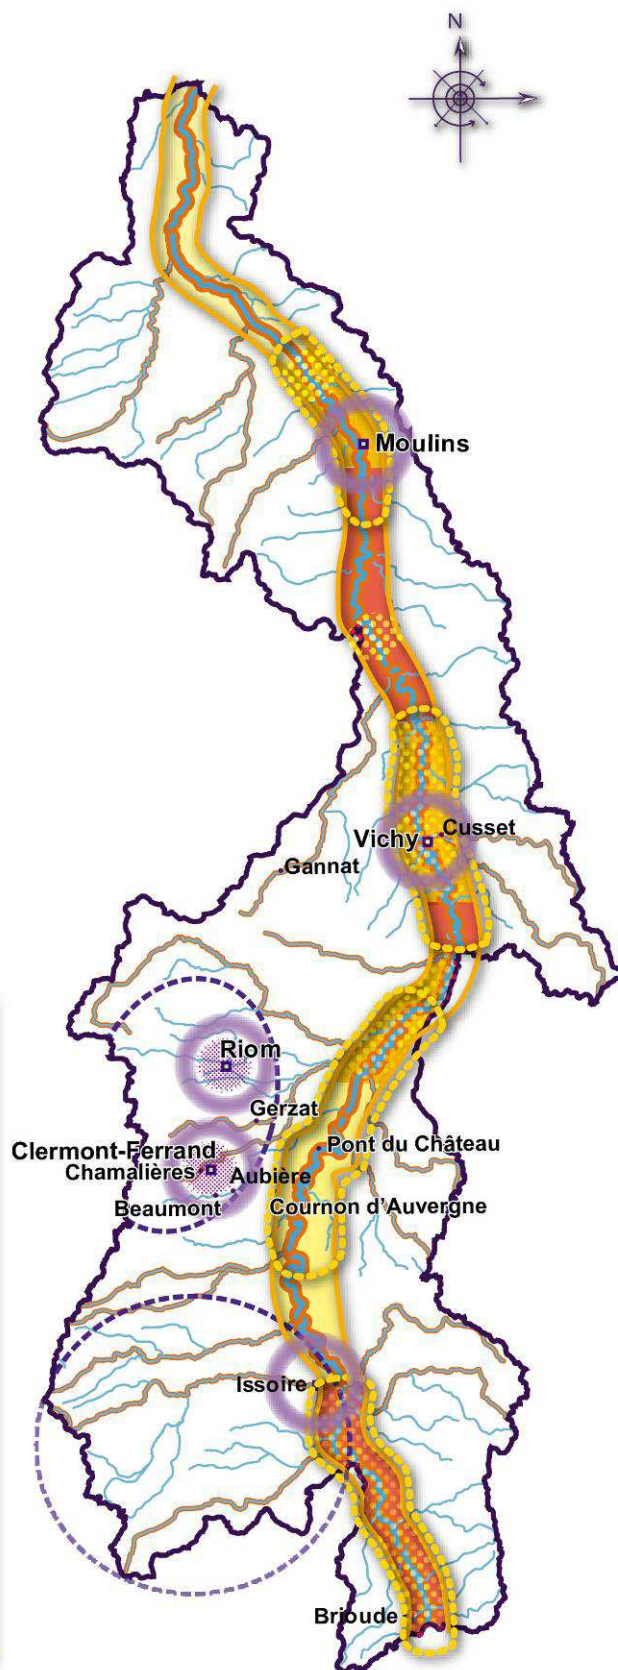 N
Moulins
Cusset
Vichy
Gannat
Riom
Gerzat
Clermont-Ferrand
Pont du Château
Chamalières
Aubière
Beaumont
Cournon d'Auvergne
Issoire
Brioude